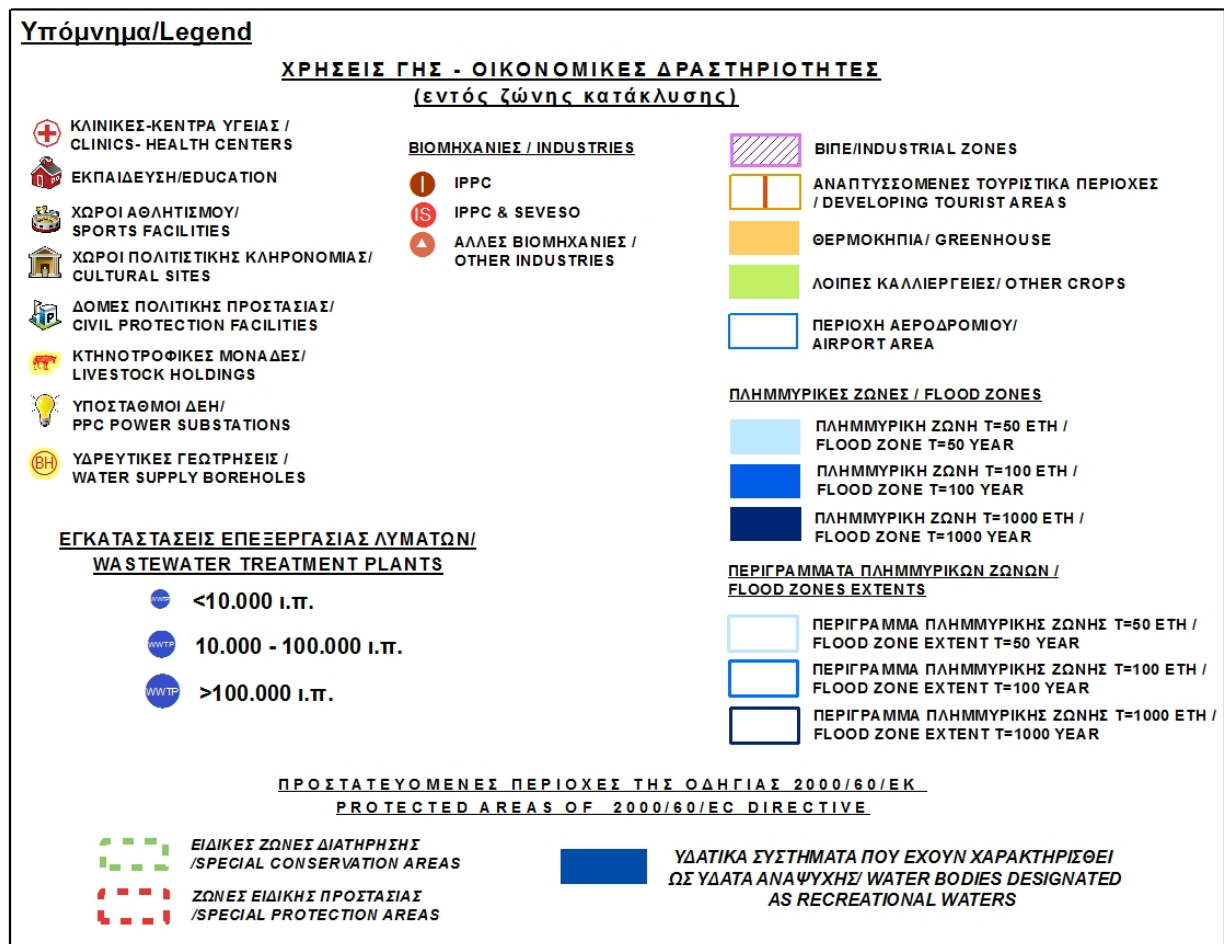 Υπόμνημα/Legend
ΧΡΗΣΕΙΣ ΓΗΣ - ΟΙΚΟΝΟΜΙΚΕΣ ΔΡΑΣΤΗΡΙΟΤΗΤΕΣ
(εντός ζώνης κατάκλυσης)
ΚΛΙΝΙΚΕΣ-ΚΕΝΤΡΑ ΥΓΕΙΑΣ /
CLINICS- HEALTH CENTERS
ΕΚΠΑΙΔΕΥΣΗ/EDUCATION
ΧΩΡΟΙ ΑΘΛΗΤΙΣΜΟΥ/
SPORTS FACILITIES
ΧΩΡΟΙ ΠΟΛΙΤΙΣΤΙΚΗΣ ΚΛΗΡΟΝΟΜΙΑΣ/
CULTURAL SITES
ΔΟΜΕΣ ΠΟΛΙΤΙΚΗΣ ΠΡΟΣΤΑΣΙΑΣ/
CIVIL PROTECTION FACILITIES
ΚΤΗΝΟΤΡΟΦΙΚΕΣ ΜΟΝΑΔΕΣ/
LIVESTOCK HOLDINGS
ΥΠΟΣΤΑΘΜΟΙ ΔΕΗ/
PPC POWER SUBSTATIONS
BH
ΥΔΡΕΥΤΙΚΕΣ ΓΕΩΤΡΗΣΕΙΣ /
WATER SUPPLY BOREHOLES
ΒΙΟΜΗΧΑΝΙΕΣ / INDUSTRIES
I IPPC
IS IPPC & SEVESO
ΑΛΛΕΣ ΒΙΟΜΗΧΑΝΙΕΣ /
OTHER INDUSTRIES
ΒΙΠΕ/INDUSTRIAL ZONES
ΑΝΑΠΤΥΣΣΟΜΕΝΕΣ ΤΟΥΡΙΣΤΙΚΑ ΠΕΡΙΟΧΕΣ
/ DEVELOPING TOURIST AREAS
ΘΕΡΜΟΚΗΠΙΑ/ GREENHOUSE
ΛΟΙΠΕΣ ΚΑΛΛΙΕΡΓΕΙΕΣ/ OTHER CROPS
ΠΕΡΙΟΧΗ ΑΕΡΟΔΡΟΜΙΟΥ/
AIRPORT AREA
ΠΛΗΜΜΥΡΙΚΕΣ ΖΩΝΕΣ / FLOOD ZONES
ΠΛΗΜΜΥΡΙΚΗ ΖΩΝΗ Τ=50 ΕΤΗ /
FLOOD ZONE T=50 YEAR
ΠΛΗΜΜΥΡΙΚΗ ΖΩΝΗ Τ=100 ΕΤΗ /
FLOOD ZONE T=100 YEAR
ΠΛΗΜΜΥΡΙΚΗ ΖΩΝΗ Τ=1000 ΕΤΗ /
FLOOD ZONE T=1000 YEAR
ΠΕΡΙΓΡΑΜΜΑΤΑ ΠΛΗΜΜΥΡΙΚΩΝ ΖΩΝΩΝ /
FLOOD ZONES EXTENTS
ΠΕΡΙΓΡΑΜΜΑ ΠΛΗΜΜΥΡΙΚΗΣ ΖΩΝΗΣ Τ=50 ΕΤΗ /
FLOOD ZONE EXTENT T=50 YEAR
ΠΕΡΙΓΡΑΜΜΑ ΠΛΗΜΜΥΡΙΚΗΣ ΖΩΝΗΣ Τ=100 ΕΤΗ /
FLOOD ZONE EXTENT T=100 YEAR
ΠΕΡΙΓΡΑΜΜΑ ΠΛΗΜΜΥΡΙΚΗΣ ΖΩΝΗΣ Τ=1000 ΕΤΗ /
FLOOD ZONE EXTENT T=1000 YEAR
ΕΓΚΑΤΑΣΤΑΣΕΙΣ ΕΠΕΞΕΡΓΑΣΙΑΣ ΛΥΜΑΤΩΝ/
WASTEWATER TREATMENT PLANTS
WWTP <10.000 ι.π.
WWTP 10.000 - 100.000 ι.π.
WWTP >100.000 ι.π.
ΠΡΟΣΤΑΤΕΥΟΜΕΝΕΣ ΠΕΡΙΟΧΕΣ ΤΗΣ ΟΔΗΓΙΑΣ 2000/60/ΕΚ
PROTECTED AREAS OF 2000/60/EC DIRECTIVE
ΕΙΔΙΚΕΣ ΖΩΝΕΣ ΔΙΑΤΗΡΗΣΗΣ
/SPECIAL CONSERVATION AREAS
ΖΩΝΕΣ ΕΙΔΙΚΗΣ ΠΡΟΣΤΑΣΙΑΣ
/SPECIAL PROTECTION AREAS
ΥΔΑΤΙΚΑ ΣΥΣΤΗΜΑΤΑ ΠΟΥ ΕΧΟΥΝ ΧΑΡΑΚΤΗΡΙΣΘΕΙ
ΩΣ ΥΔΑΤΑ ΑΝΑΨΥΧΗΣ/ WATER BODIES DESIGNATED
AS RECREATIONAL WATERS